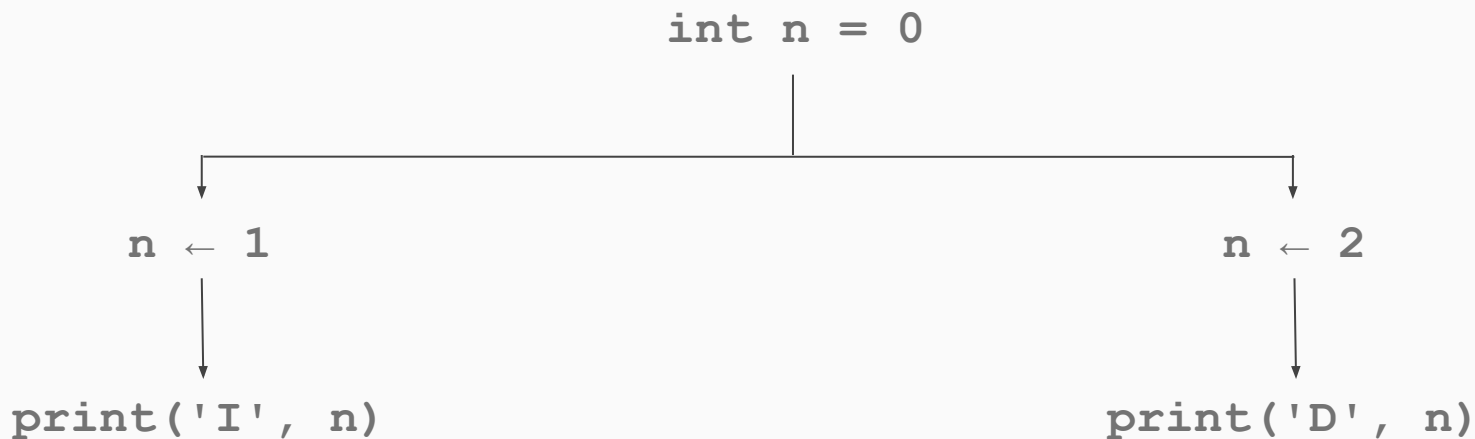 int n = 0
n ← 1
n ← 2
print('I', n)
print('D', n)